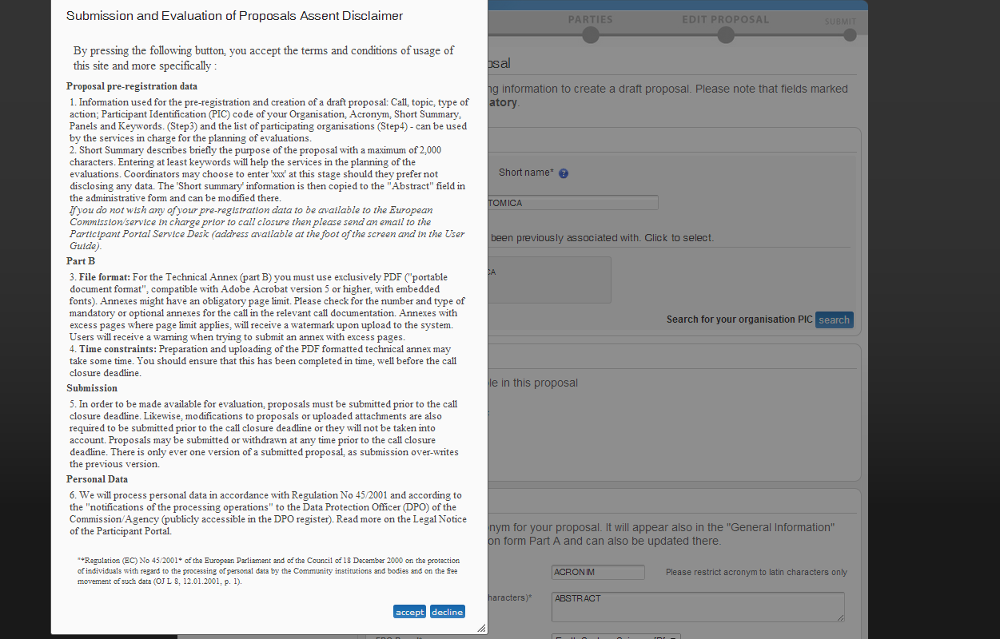 Submission and Evaluation of Proposals Assent Disclaimer
By pressing the following button, you accept the terms and conditions of usage of
this site and more specifically :
Proposal pre-registration data
1. Information used for the pre-registration and creation of a draft proposal: Call, topic, type of
action; Participant Identification (PIC) code of your Organisation, Acronym, Short Summary,
Panels and Keywords. (Step3) and the list of participating organisations (Step4) - can be used
by the services in charge for the planning of evaluations.
2. Short Summary describes briefly the purpose of the proposal with a maximum of 2,000
characters. Entering at least keywords will help the services in the planning of the
evaluations. Coordinators may choose to enter 'xxx' at this stage should they prefer not
disclosing any data. The 'Short summary' information is then copied to the "Abstract" field in
the administrative form and can be modified there.
If you do not wish any of your pre-registration data to be available to the European
Commission/service in charge prior to call closure then please send an email to the
Participant Portal Service Desk (address available at the foot of the screen and in the User
Guide).
Part B
3. File format: For the Technical Annex (part B) you must use exclusively PDF ("portable
document format", compatible with Adobe Acrobat version 5 or higher, with embedded
fonts). Annexes might have an obligatory page limit. Please check for the number and type of
mandatory or optional annexes for the call in the relevant call documentation. Annexes with
excess pages where page limit applies, will receive a watermark upon upload to the system.
Users will receive a warning when trying to submit an annex with excess pages.
4. Time constraints: Preparation and uploading of the PDF formatted technical annex may
take some time. You should ensure that this has been completed in time, well before the call
closure deadline.
Submission
5. In order to be made available for evaluation, proposals must be submitted prior to the call
closure deadline. Likewise, modifications to proposals or uploaded attachments are also
required to be submitted prior to the call closure deadline or they will not be taken into
account. Proposals may be submitted or withdrawn at any time prior to the call closure
deadline. There is only ever one version of a submitted proposal, as submission over-writes
the previous version.
Personal Data
6. We will process personal data in accordance with Regulation No 45/2001 and according to
the "notifications of the processing operations" to the Data Protection Officer (DPO) of the
Commission/Agency (publicly accessible in the DPO register). Read more on the Legal Notice
of the Participant Portal.
"*Regulation (EC) No 45/2001* of the European Parliament and of the Council of 18 December 2000 on the protection
of individuals with regard to the processing of personal data by the Community institutions and bodies and on the free
movement of such data (OJ L 8, 12.01.2001, p. 1).
accept decline
PARTIES EDIT PROPOSAL SUBMIT
osal
ng information to create a draft proposal. Please note that fields marked
atory.
Short name*
TOMICA
been previously associated with. Click to select.
CA
Search for your organisation PIC search
le in this proposal
onym for your proposal. It will appear also in the "General Information"
on form Part A and can also be updated there.
ACRONIM Please restrict acronym to latin characters only
haracters)* ABSTRACT